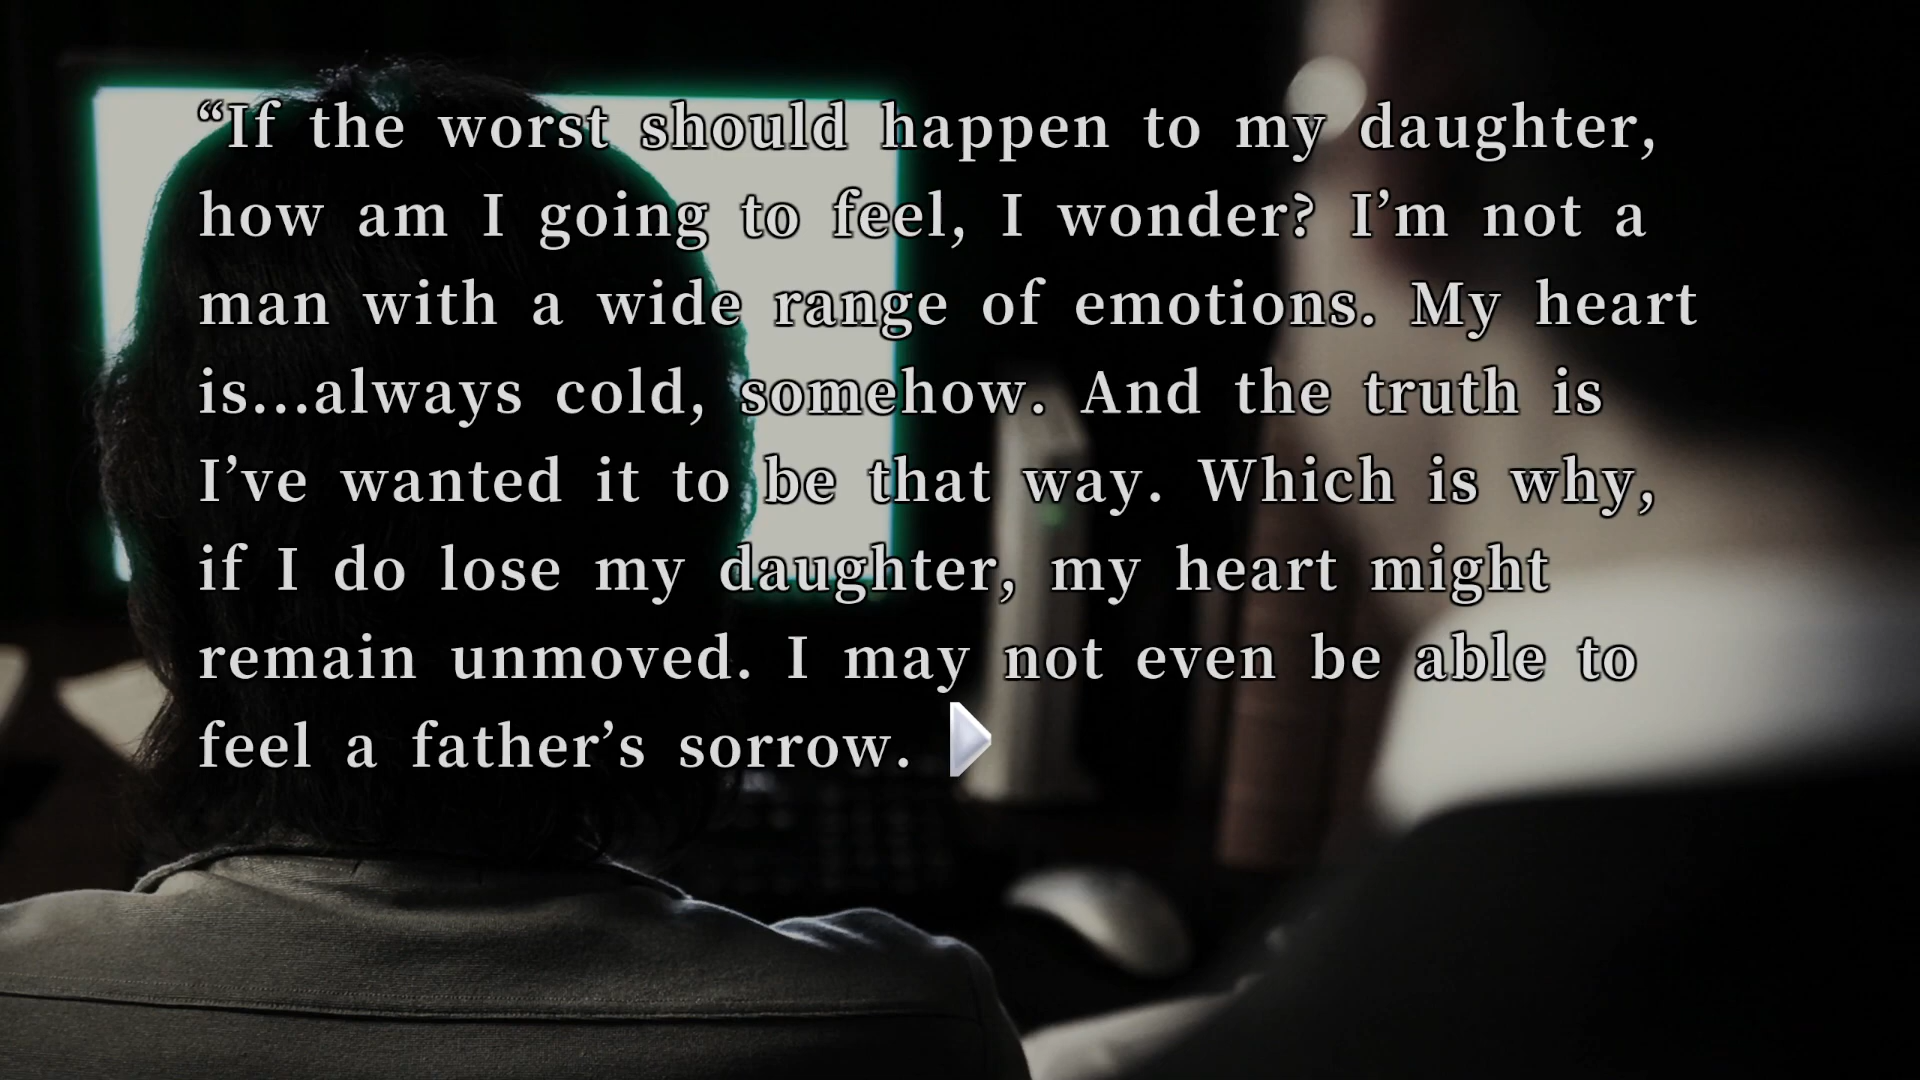 “If the worst should happen to my daughter,
how am I going to feel, I wonder? I’m not a
man with a wide range of emotions. My heart
is...always cold, somehow. And the truth is
I’ve wanted it to be that way. Which is why,
if I do lose my daughter, my heart might
remain unmoved. I may not even be able to
feel a father’s sorrow.